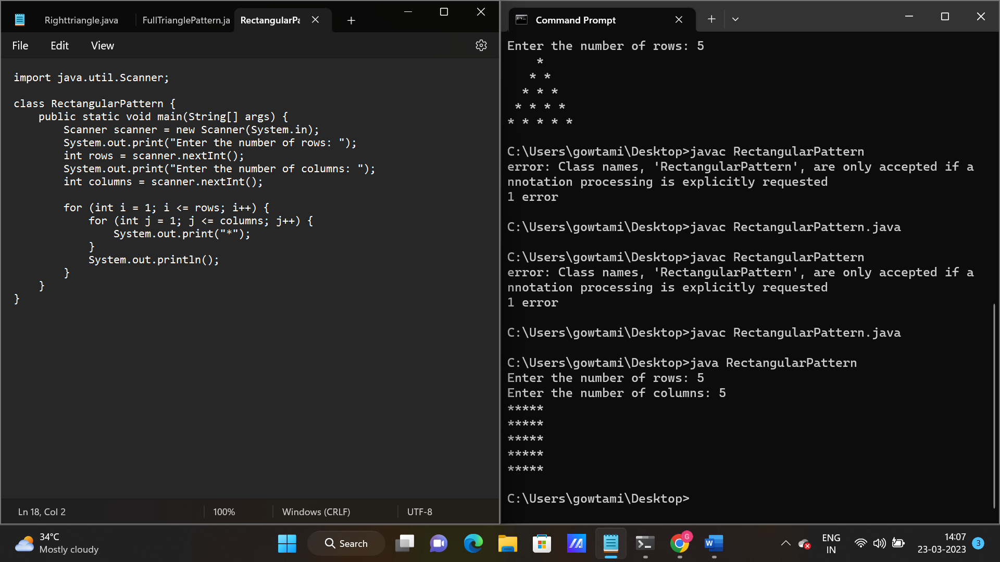 Righttriangle.java
FullTrianglePattern.ja
RectangularPa
File Edit View
import java.util.Scanner;
class RectangularPattern {
    public static void main(String[] args) {
        Scanner scanner = new Scanner(System.in);
        System.out.print("Enter the number of rows: ");
        int rows = scanner.nextInt();
        System.out.print("Enter the number of columns: ");
        int columns = scanner.nextInt();
        for (int i = 1; i <= rows; i++) {
            for (int j = 1; j <= columns; j++) {
                System.out.print("*");
            }
            System.out.println();
        }
    }
}
Ln 18, Col 2 100% Windows (CRLF) UTF-8
Command Prompt
Enter the number of rows: 5
    *
   * *
  * * *
 * * * *
* * * * *
C:\Users\gowtami\Desktop>javac RectangularPattern
error: Class names, 'RectangularPattern', are only accepted if a
nnotation processing is explicitly requested
1 error
C:\Users\gowtami\Desktop>javac RectangularPattern.java
C:\Users\gowtami\Desktop>javac RectangularPattern
error: Class names, 'RectangularPattern', are only accepted if a
nnotation processing is explicitly requested
1 error
C:\Users\gowtami\Desktop>javac RectangularPattern.java
C:\Users\gowtami\Desktop>java RectangularPattern
Enter the number of rows: 5
Enter the number of columns: 5
*****
*****
*****
*****
*****
C:\Users\gowtami\Desktop>
34°C
Mostly cloudy
Search
G
W
ENG
IN
14:07
23-03-2023
3